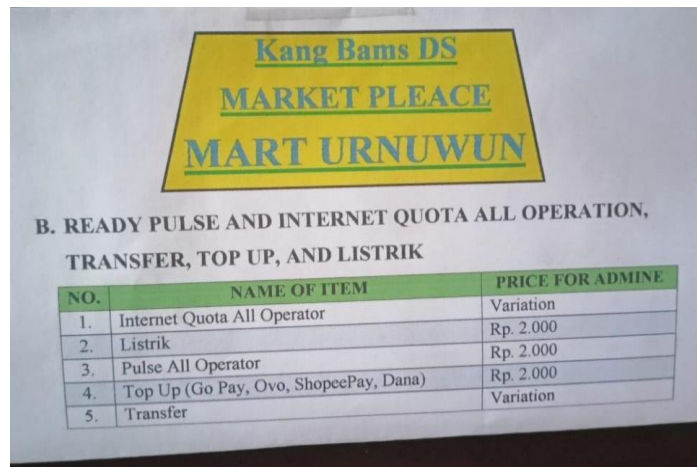 Kang Bams DS
MARKET PLEACE
MART URNUWUN
B. READY PULSE AND INTERNET QUOTA ALL OPERATION,
TRANSFER, TOP UP, AND LISTRIK
NO. NAME OF ITEM PRICE FOR ADMINE
1. Internet Quota All Operator Variation
2. Listrik Rp. 2.000
3. Pulse All Operator Rp. 2.000
4. Top Up (Go Pay, Ovo, ShopeePay, Dana) Rp. 2.000
5. Transfer Variation